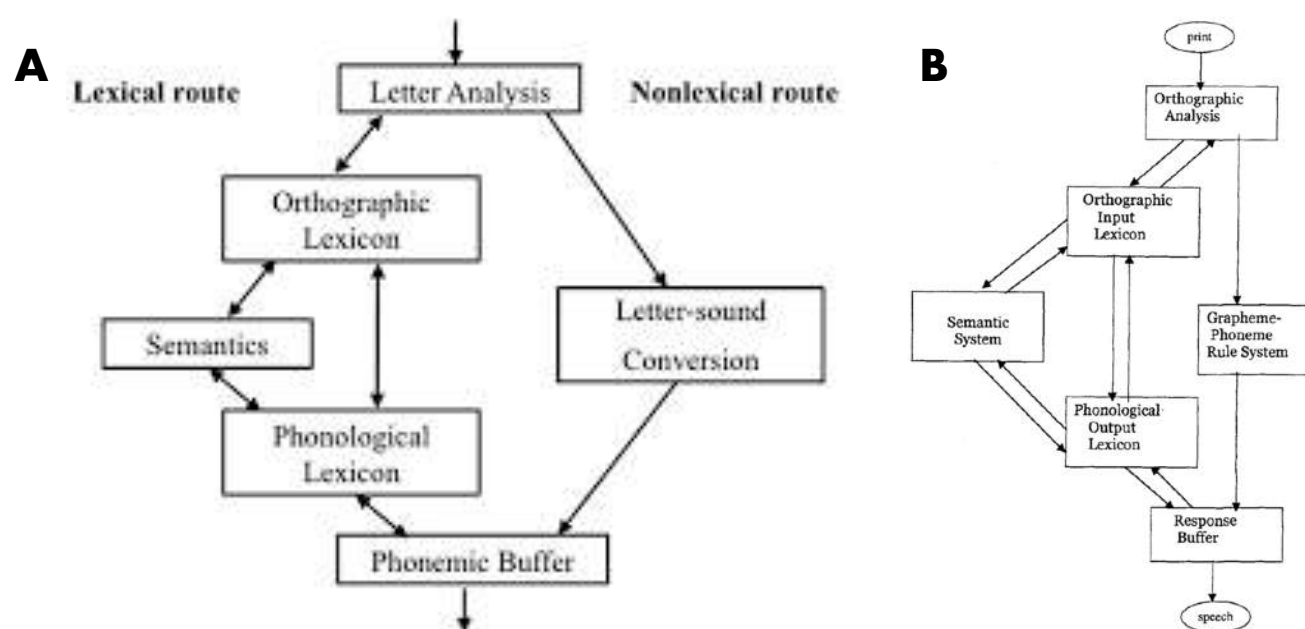 A
Lexical route
Letter Analysis
Nonlexical route
Orthographic
Lexicon
Semantics
Letter-sound
Conversion
Phonological
Lexicon
Phonemic Buffer
B
print
Orthographic
Analysis
Orthographic
Input
Lexicon
Semantic
System
Grapheme-
Phoneme
Rule System
Phonological
Output
Lexicon
Response
Buffer
speech